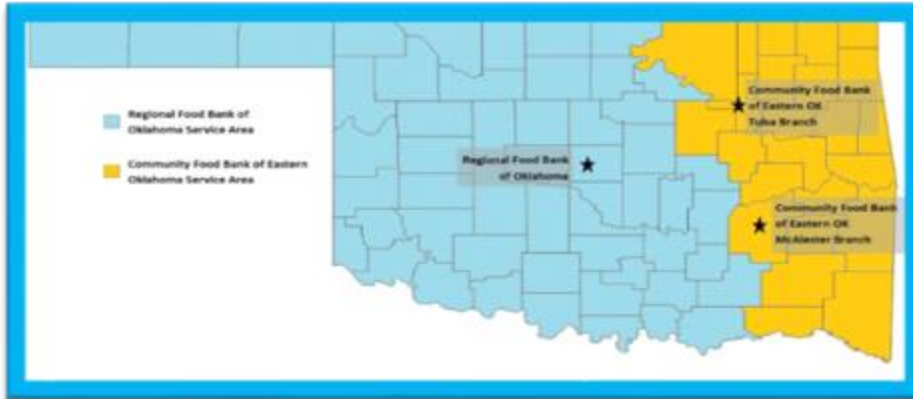 Regional Food Bank of
Oklahoma Service Area
Community Food Bank of Eastern
Oklahoma Service Area
Regional Food Bank
of Oklahoma
Community Food Bank
of Eastern OK
Tulsa Branch
Community Food Bank
of Eastern OK
McAlester Branch